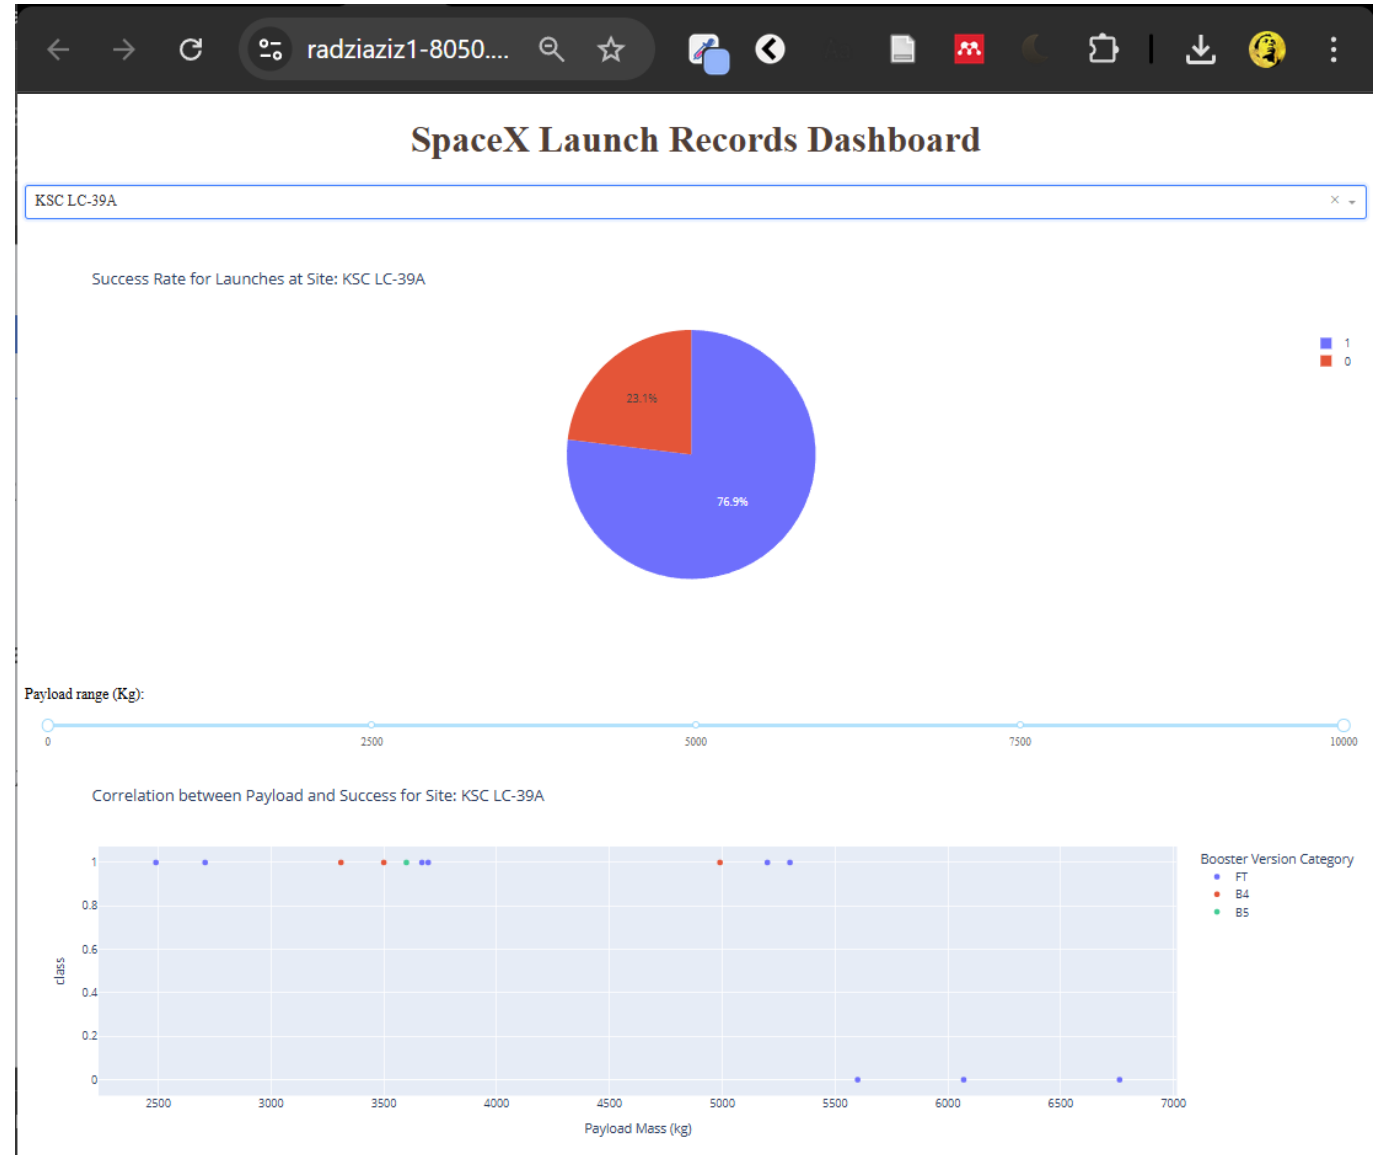 radziaziz1-8050....
SpaceX Launch Records Dashboard
KSC LC-39A
Success Rate for Launches at Site: KSC LC-39A
1
0
23.1%
76.9%
Payload range (Kg):
0 2500 5000 7500 10000
Correlation between Payload and Success for Site: KSC LC-39A
Booster Version Category
FT
B4
B5
1
0.8
0.6
0.4
0.2
0
class
2500 3000 3500 4000 4500 5000 5500 6000 6500 7000
Payload Mass (kg)